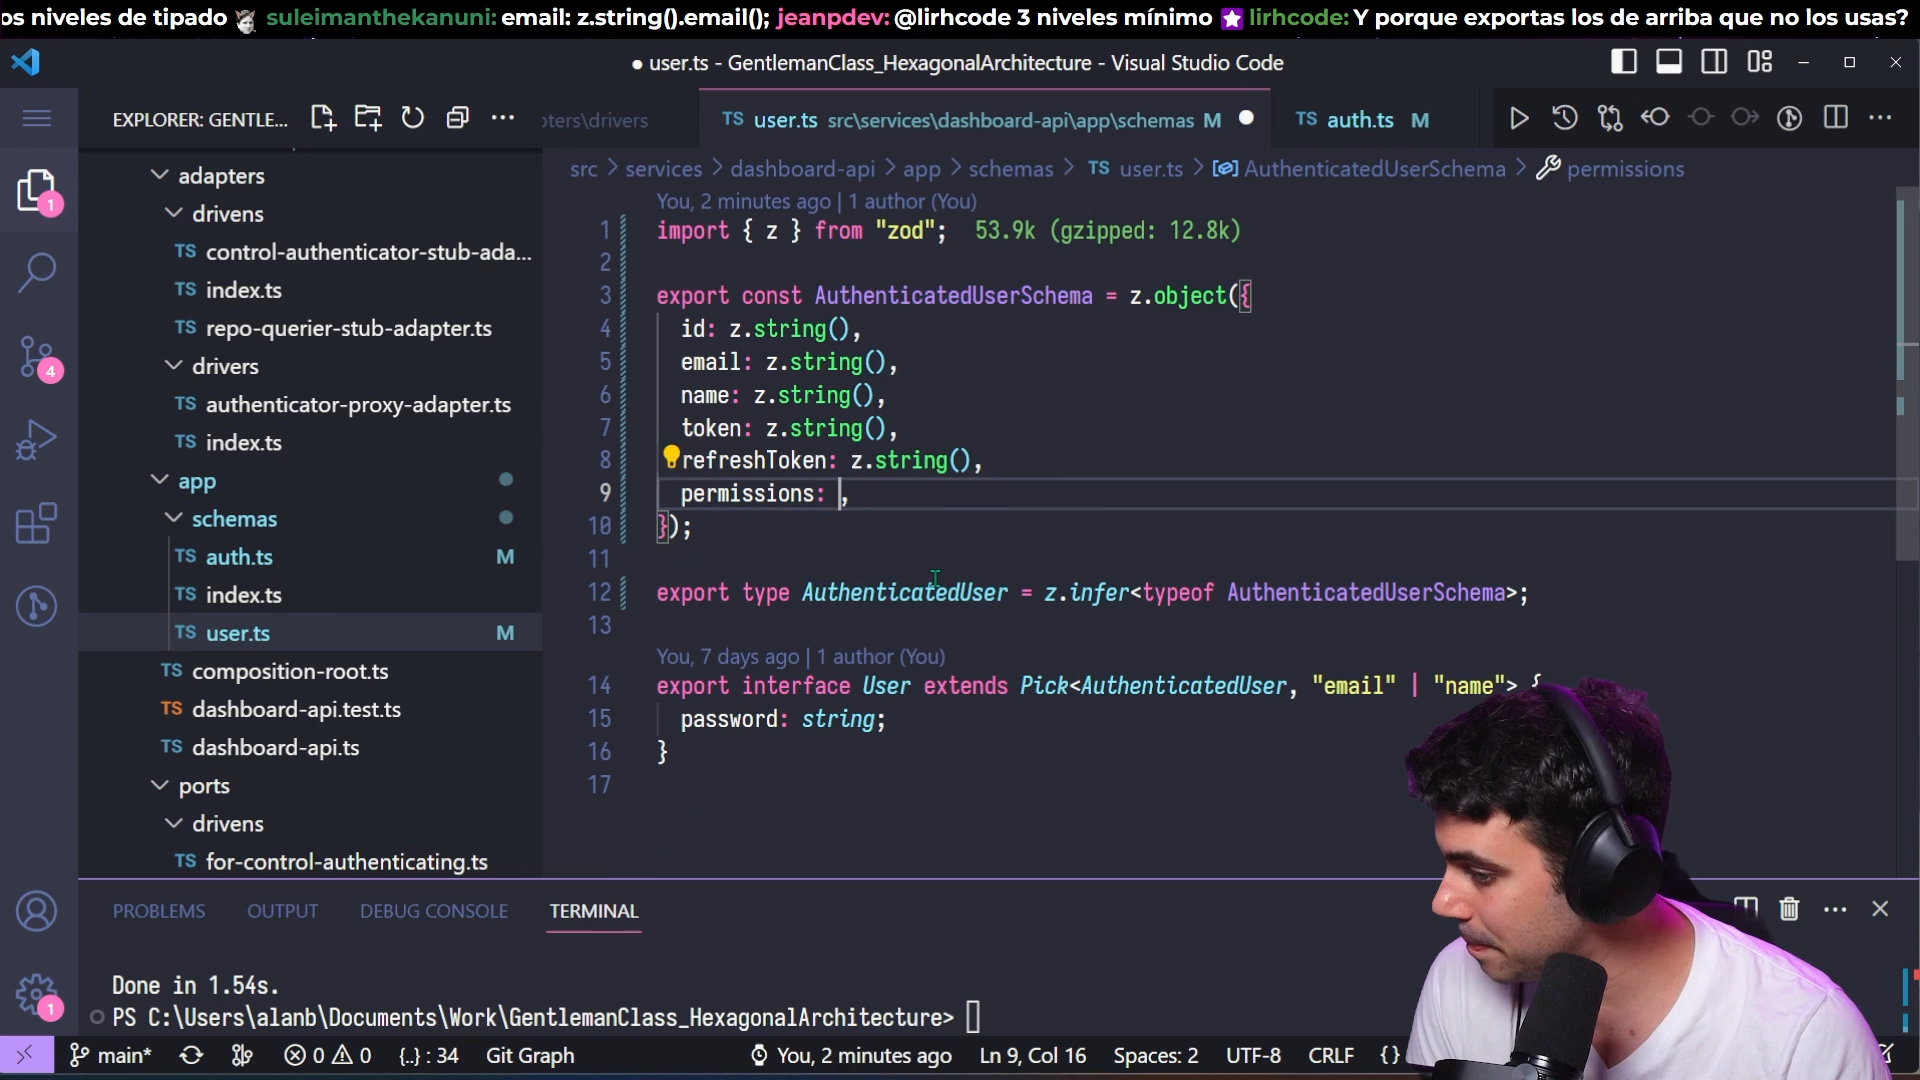 os niveles de tipado suleimanthekanuni: email: z.string().email(); jeanpdev: @lirhcode 3 niveles mínimo lirhcode: Y porque exportas los de arriba que no los usas?
● user.ts - GentlemanClass_HexagonalArchitecture - Visual Studio Code
EXPLORER: GENTLE...
oters\drivers
TS user.ts src\services\dashboard-api\app\schemas M
TS auth.ts M
src > services > dashboard-api > app > schemas > TS user.ts > AuthenticatedUserSchema > permissions
adapters
drivens
TS control-authenticator-stub-ada...
TS index.ts
TS repo-querier-stub-adapter.ts
drivers
TS authenticator-proxy-adapter.ts
TS index.ts
app
schemas
TS auth.ts M
TS index.ts
TS user.ts M
TS composition-root.ts
TS dashboard-api.test.ts
TS dashboard-api.ts
ports
drivens
TS for-control-authenticating.ts
1
4
1
You, 2 minutes ago | 1 author (You)
1 import { z } from "zod"; 53.9k (gzipped: 12.8k)
2
3 export const AuthenticatedUserSchema = z.object({
4 id: z.string(),
5 email: z.string(),
6 name: z.string(),
7 token: z.string(),
8 refreshToken: z.string(),
9 permissions: ,
10 });
11
12 export type AuthenticatedUser = z.infer<typeof AuthenticatedUserSchema>;
13
You, 7 days ago | 1 author (You)
14 export interface User extends Pick<AuthenticatedUser, "email" | "name"> {
15 password: string;
16 }
17
PROBLEMS OUTPUT DEBUG CONSOLE TERMINAL
Done in 1.54s.
PS C:\Users\alanb\Documents\Work\GentlemanClass_HexagonalArchitecture>
main* 0 0 {..} : 34 Git Graph You, 2 minutes ago Ln 9, Col 16 Spaces: 2 UTF-8 CRLF {}